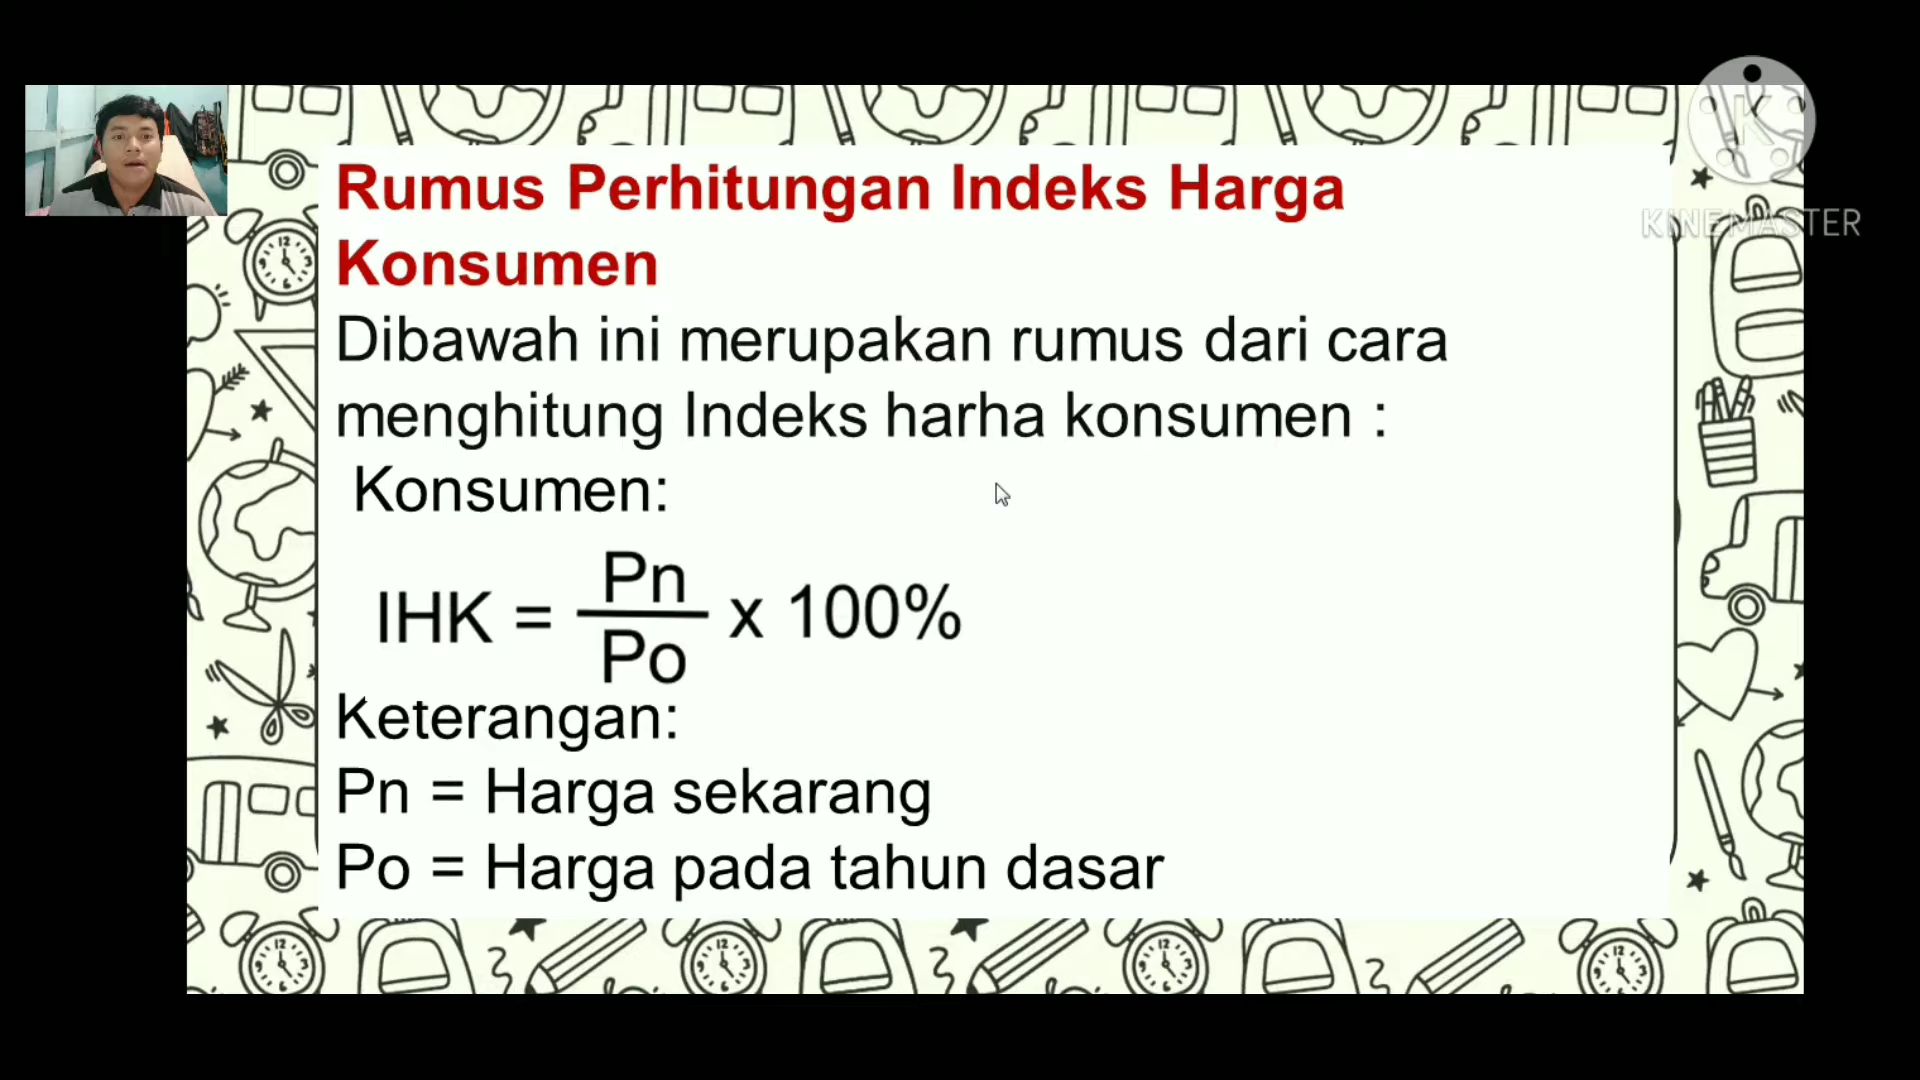 Rumus Perhitungan Indeks Harga
Konsumen
Dibawah ini merupakan rumus dari cara
menghitung Indeks harha konsumen :
Konsumen:
IHK = Pn/Po x 100%
Keterangan:
Pn = Harga sekarang
Po = Harga pada tahun dasar
K
KINEMASTER